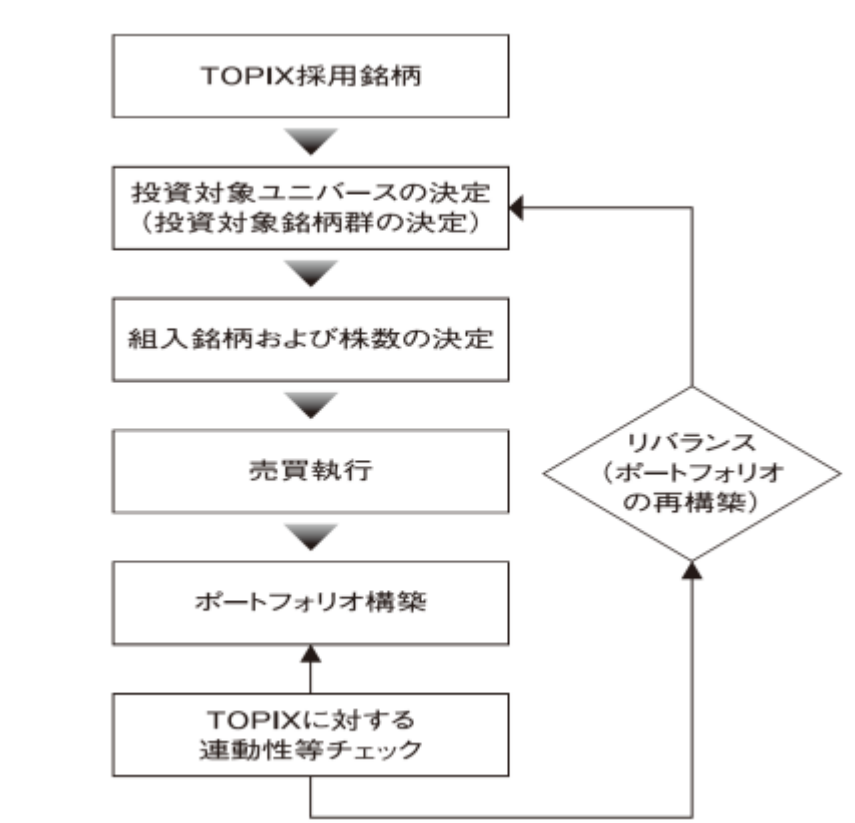 TOPIX採用銘柄
投資対象ユニバースの決定
（投資対象銘柄群の決定）
組入銘柄および株数の決定
売買執行
ポートフォリオ構築
TOPIXに対する
連動性等チェック
リバランス
（ポートフォリオ
の再構築）